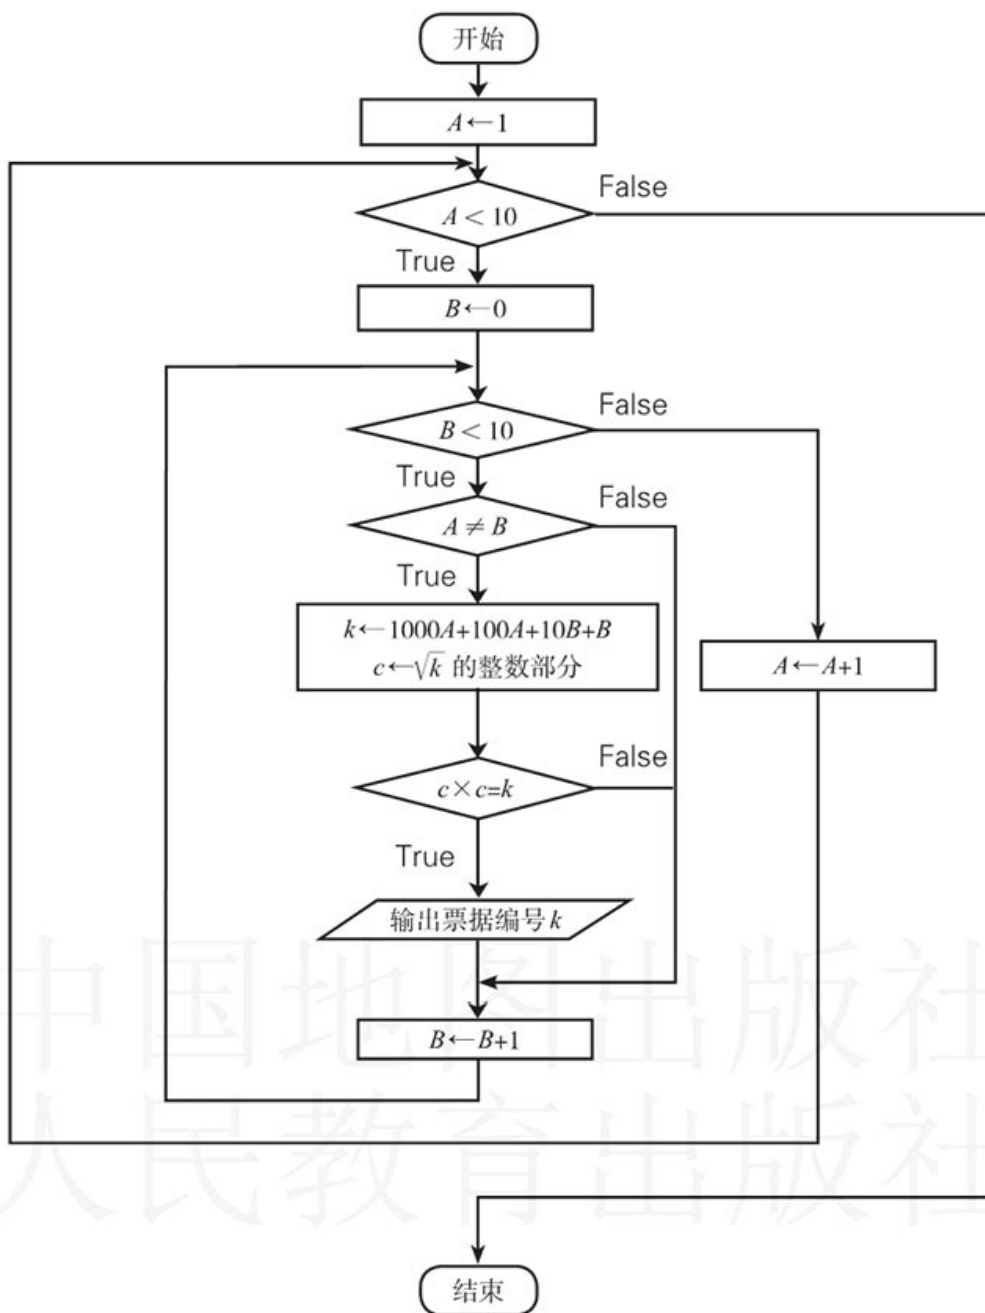 开始
A←1
A<10
False
True
B←0
B<10
False
True
A≠B
False
True
k←1000A+100A+10B+B
c←√k 的整数部分
A←A+1
c×c=k
False
True
输出票据编号k
B←B+1
结束
中国地图出版社
人民教育出版社